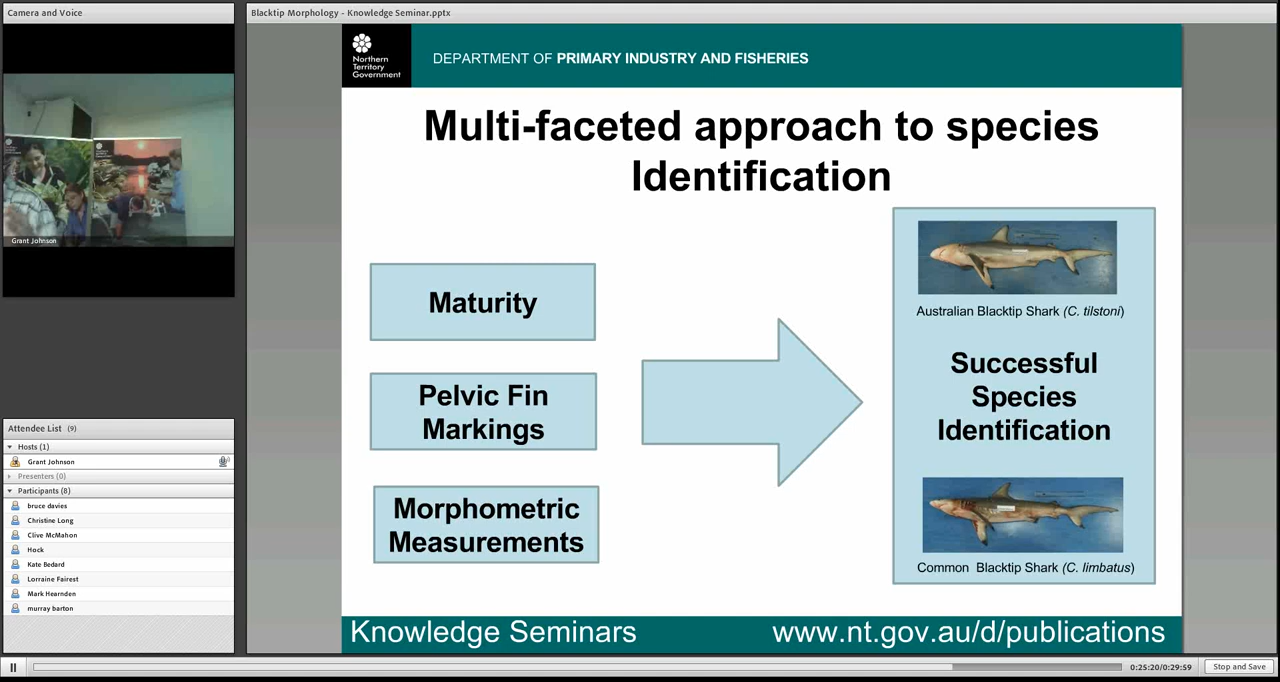 Camera and Voice
Grant Johnson
Attendee List (9)
Hosts (1)
Grant Johnson
Presenters (0)
Participants (8)
bruce davies
Christine Long
Clive McMahon
Hock
Kate Bedard
Lorraine Fairest
Mark Hearnden
murray barton
Blacktip Morphology - Knowledge Seminar.pptx
Northern
Territory
Government
DEPARTMENT OF PRIMARY INDUSTRY AND FISHERIES
Multi-faceted approach to species
Identification
Maturity
Pelvic Fin
Markings
Morphometric
Measurements
Australian Blacktip Shark (C. tilstoni)
Successful
Species
Identification
Common Blacktip Shark (C. limbatus)
Knowledge Seminars
www.nt.gov.au/d/publications
0:25:20/0:29:59
Stop and Save